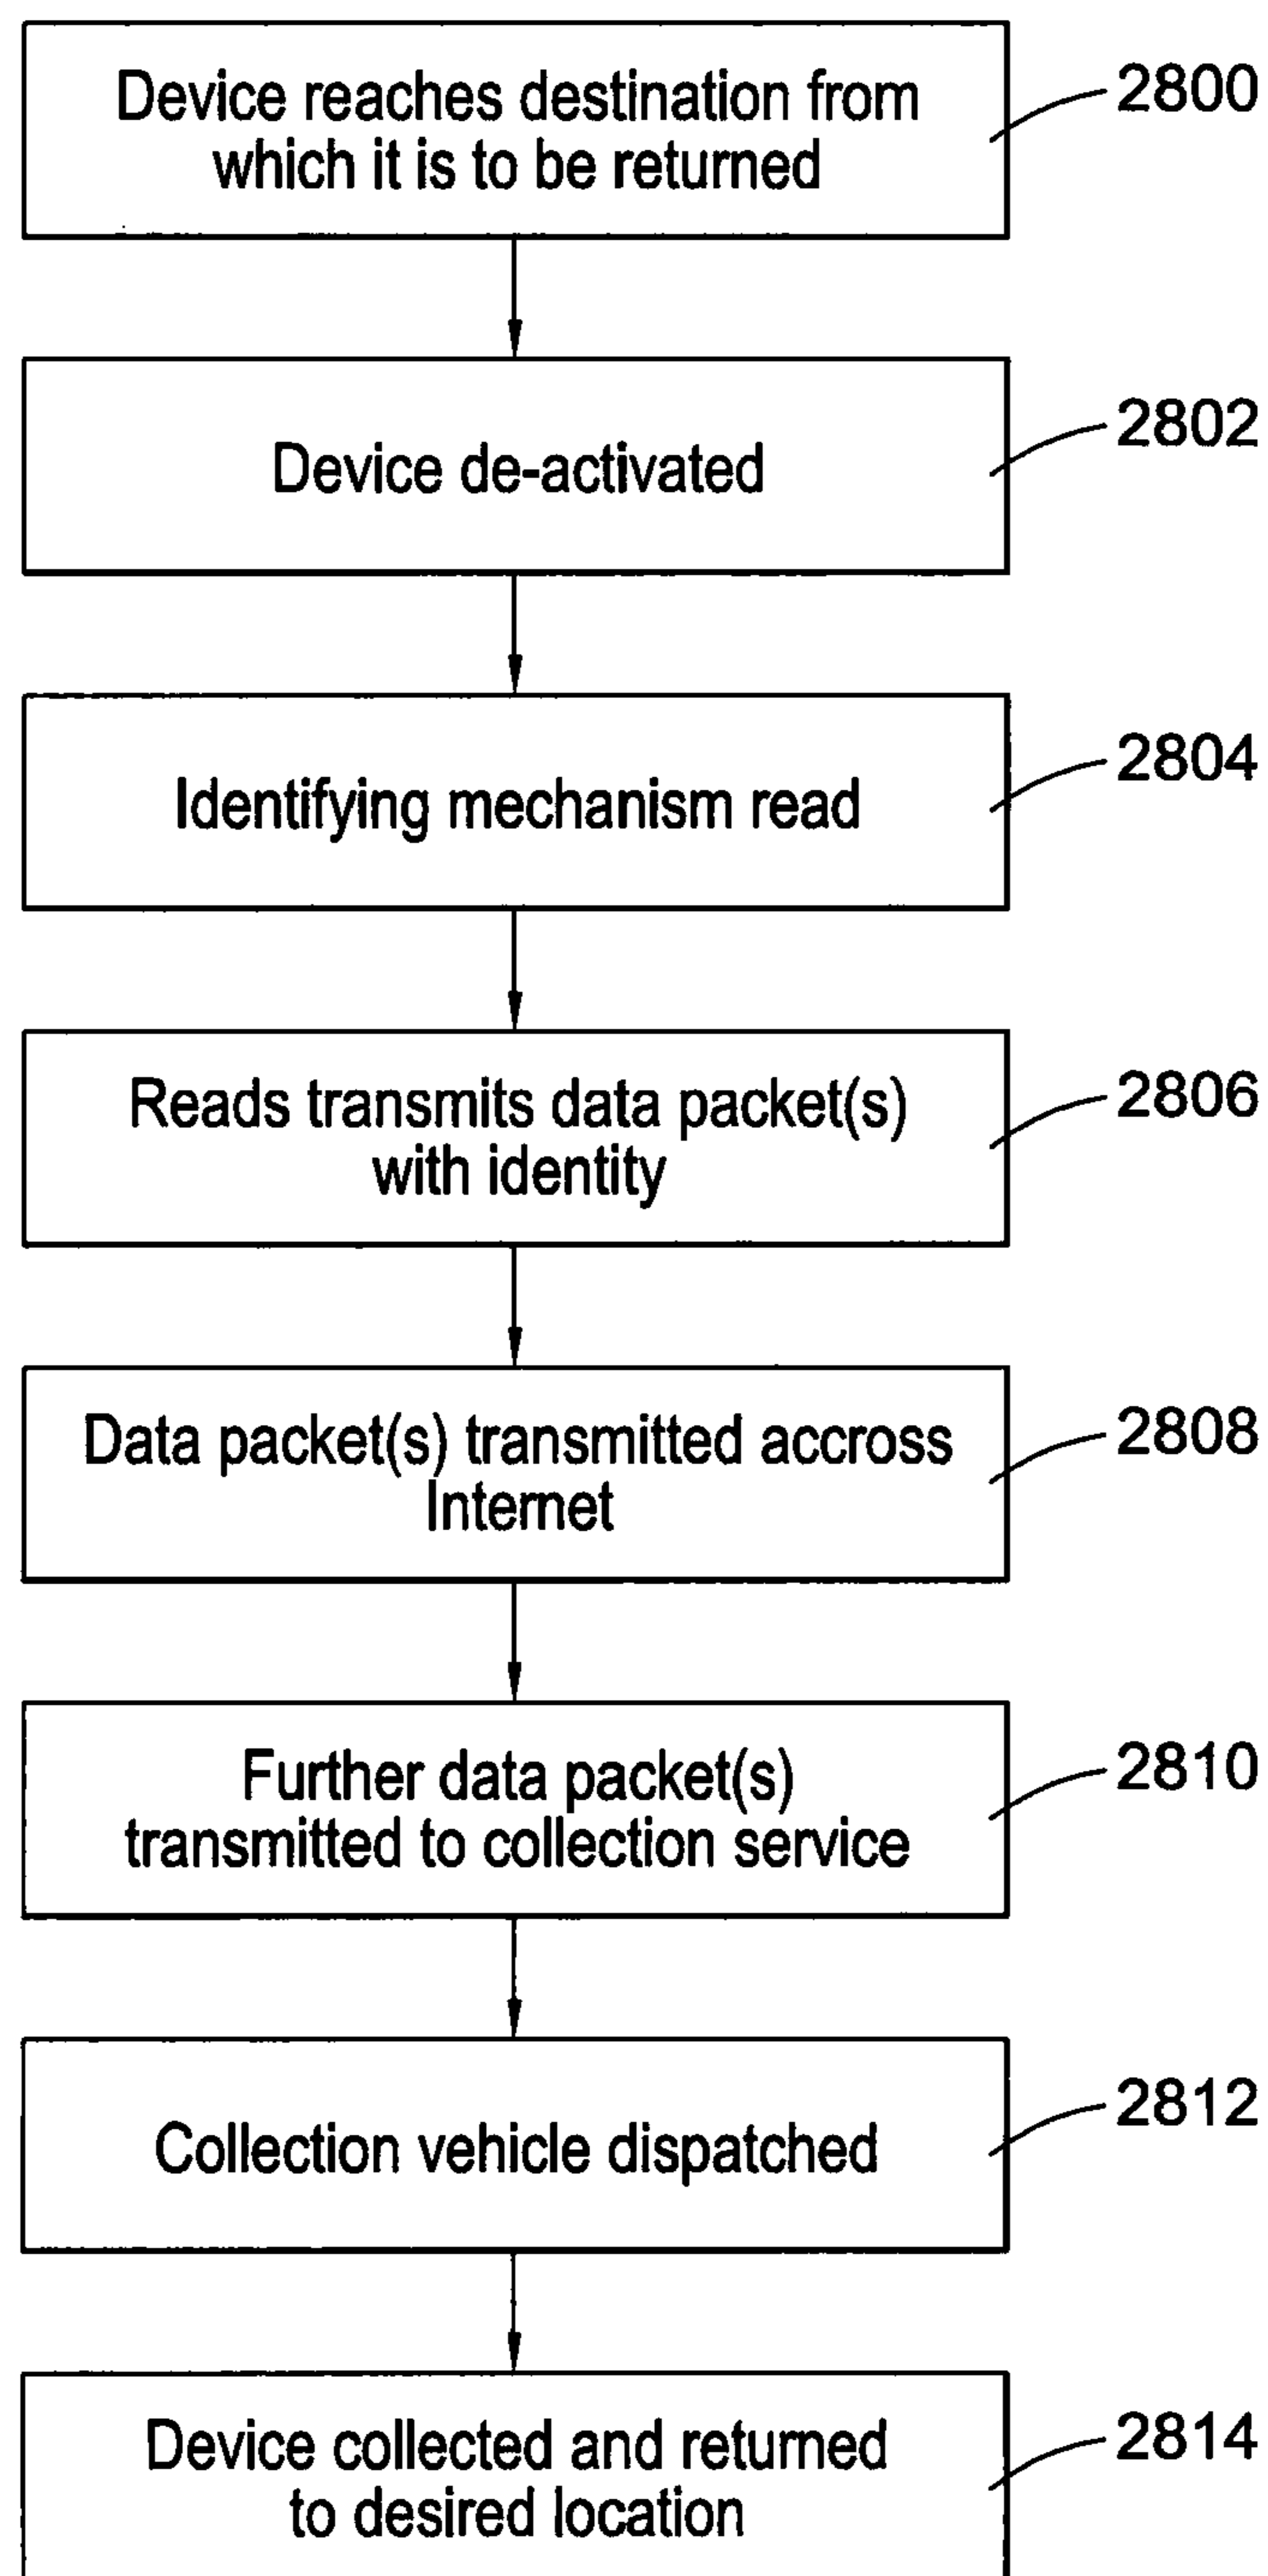 Device reaches destination from
which it is to be returned
2800
Device de-activated
2802
Identifying mechanism read
2804
Reads transmits data packet(s)
with identity
2806
Data packet(s) transmitted accross
Internet
2808
Further data packet(s)
transmitted to collection service
2810
Collection vehicle dispatched
2812
Device collected and returned
to desired location
2814